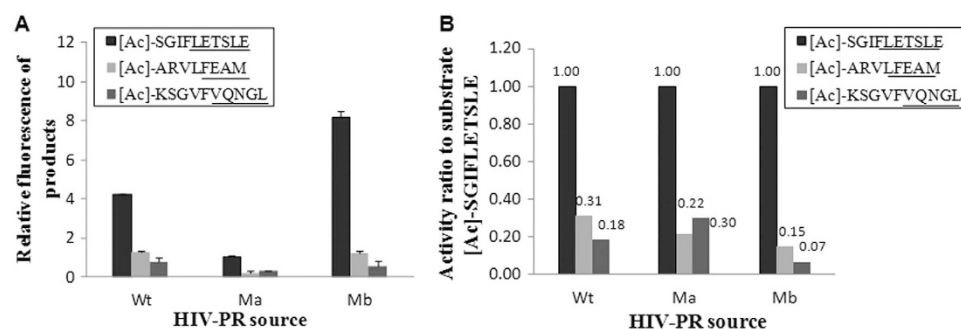 A
Relative fluorescence of
products
12
10
8
6
4
2
0
[Ac]-SGIFLETSLE
[Ac]-ARVLFEAM
[Ac]-KSGVFVQNGL
Wt Ma Mb
HIV-PR source
B
Activity ratio to substrate
[Ac]-SGIFLETSLE
1.20
1.00
0.80
0.60
0.40
0.20
0.00
[Ac]-SGIFLETSLE
[Ac]-ARVLFEAM
[Ac]-KSGVFVQNGL
1.00 1.00 1.00
0.31
0.18
0.22
0.30
0.15
0.07
Wt Ma Mb
HIV-PR source